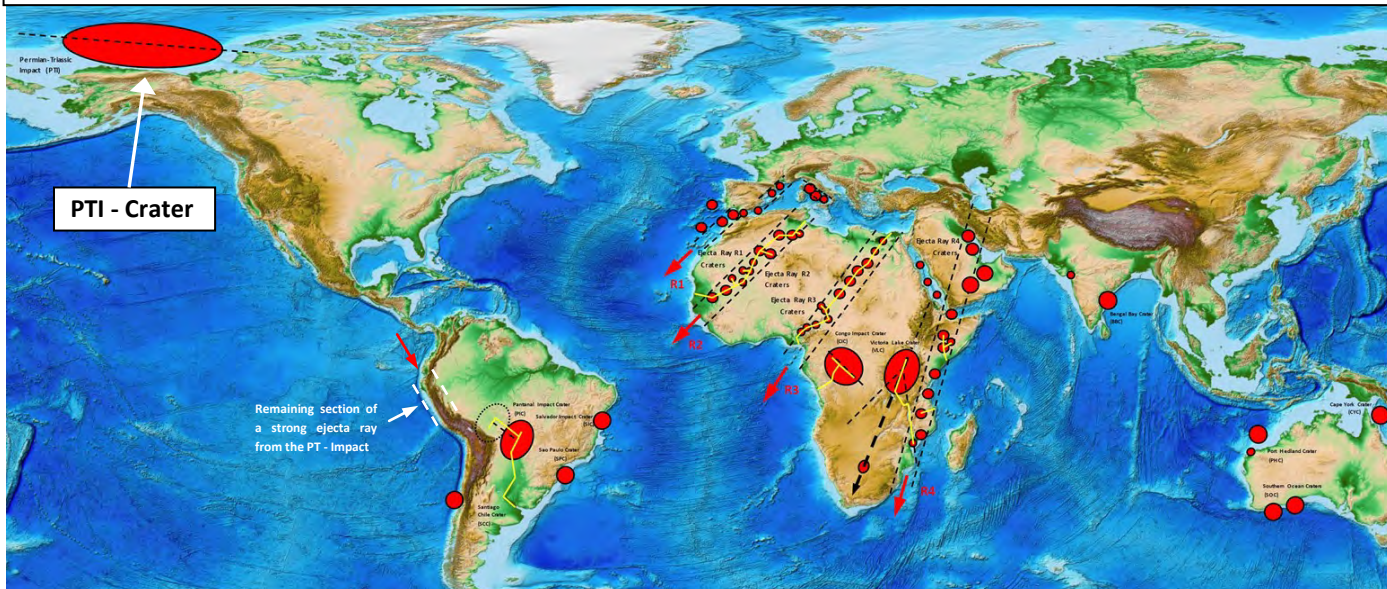 Permian-Triassic
Impact (PTI)
PTI - Crater
Ejecta Ray R1
Craters
R1
Ejecta Ray R2
Craters
R2
Ejecta Ray R3
Craters
R3
Ejecta Ray R4
Craters
R4
Congo Impact Crater
(CIC)
Victoria Lake Crater
(VLC)
Bengal Bay Crater
(BBC)
Remaining section of
a strong ejecta ray
from the PT - Impact
Pantanal Impact Crater
(PIC)
Salvador Impact Crater
Sao Paulo Crater
(SPC)
Santiago
Chile Crater
(SCC)
Cape York Crater
(CYC)
Port Hedland Crater
(PHC)
Southern Ocean Craters
(SOC)